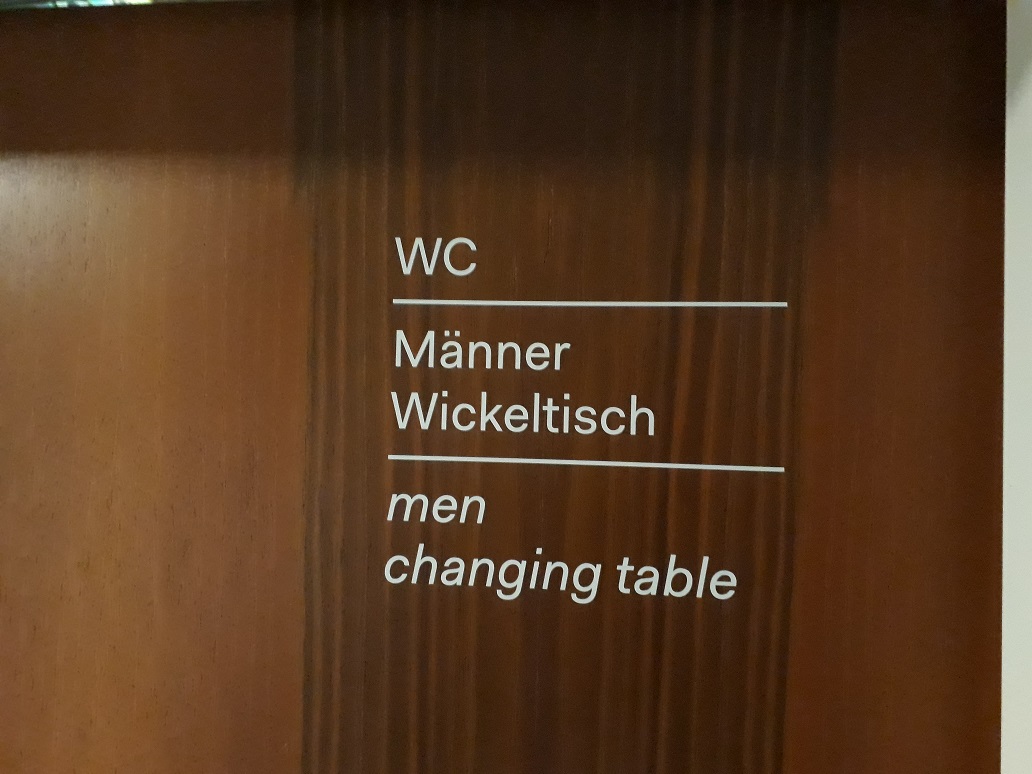 WC
Männer
Wickeltisch
men
changing table